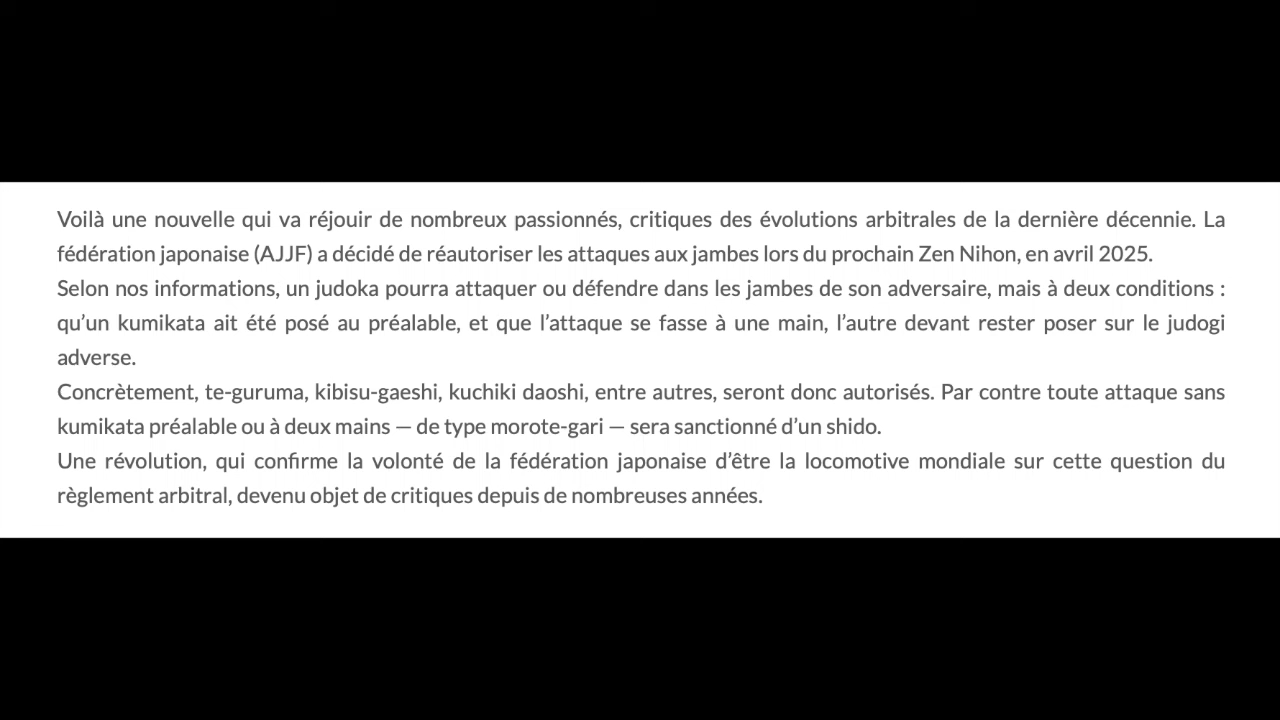 Voilà une nouvelle qui va réjouir de nombreux passionnés, critiques des évolutions arbitrales de la dernière décennie. La
fédération japonaise (AJJF) a décidé de réautoriser les attaques aux jambes lors du prochain Zen Nihon, en avril 2025.
Selon nos informations, un judoka pourra attaquer ou défendre dans les jambes de son adversaire, mais à deux conditions :
qu’un kumikata ait été posé au préalable, et que l’attaque se fasse à une main, l’autre devant rester poser sur le judogi
adverse.
Concrètement, te-guruma, kibisu-gaeshi, kuchiki daoshi, entre autres, seront donc autorisés. Par contre toute attaque sans
kumikata préalable ou à deux mains — de type morote-gari — sera sanctionné d’un shido.
Une révolution, qui confirme la volonté de la fédération japonaise d’être la locomotive mondiale sur cette question du
règlement arbitral, devenu objet de critiques depuis de nombreuses années.